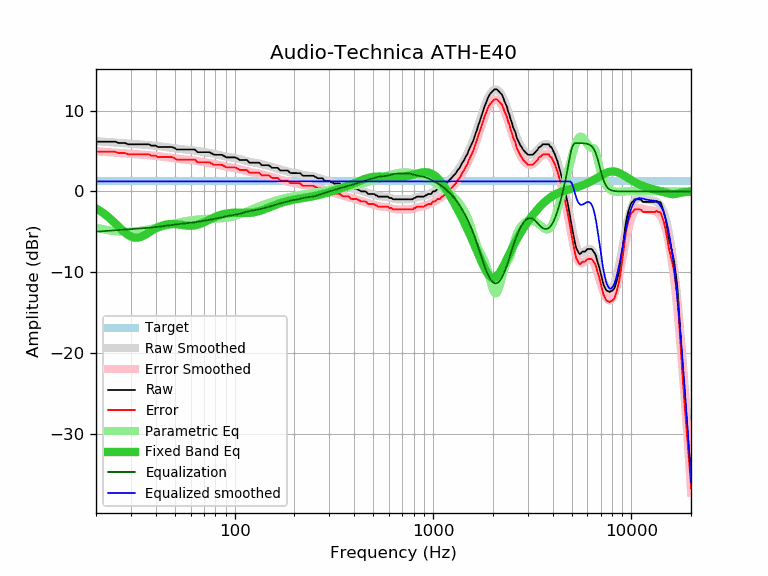 Audio-Technica ATH-E40
10
0
−10
−20
−30
Amplitude (dBr)
Target
Raw Smoothed
Error Smoothed
Raw
Error
Parametric Eq
Fixed Band Eq
Equalization
Equalized smoothed
100 1000 10000
Frequency (Hz)